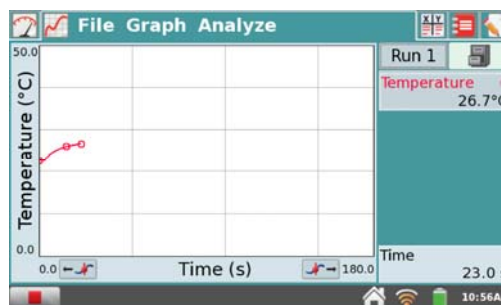 File Graph Analyze
X Y
50.0
Temperature (°C)
0.0
0.0
Time (s)
180.0
Run 1
Temperature
26.7°
Time
23.0
10:56A